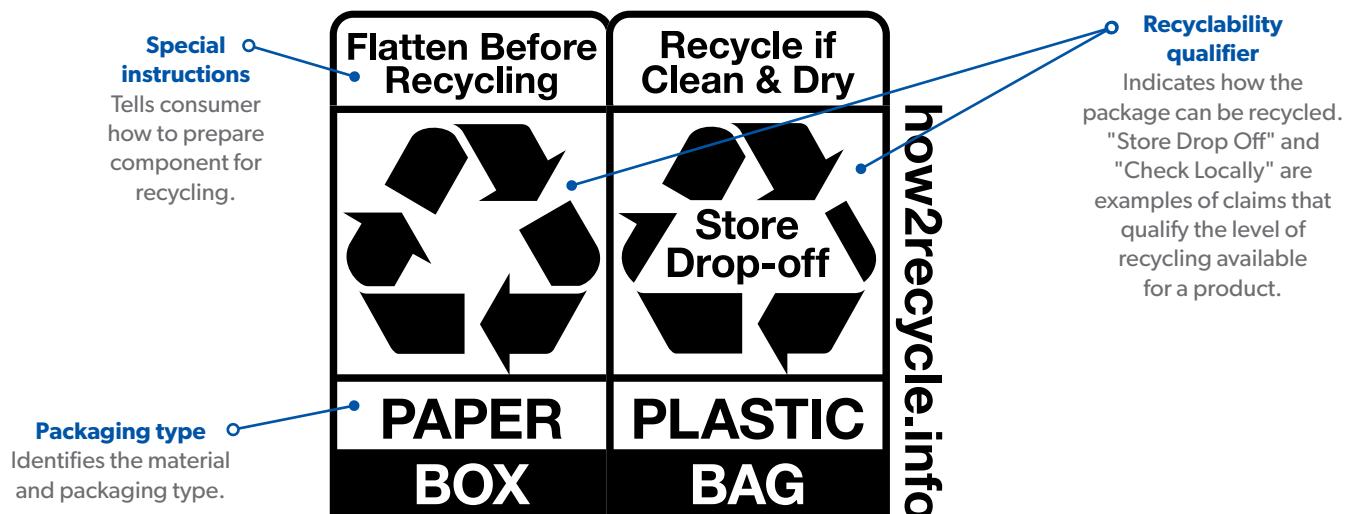 Special
instructions
Tells consumer
how to prepare
component for
recycling.
Flatten Before
Recycling
Recycle if
Clean & Dry
Store
Drop-off
how2recycle.info
Recyclability
qualifier
Indicates how the
package can be recycled.
"Store Drop Off" and
"Check Locally" are
examples of claims that
qualify the level of
recycling available
for a product.
Packaging type
Identifies the material
and packaging type.
PAPER
BOX
PLASTIC
BAG